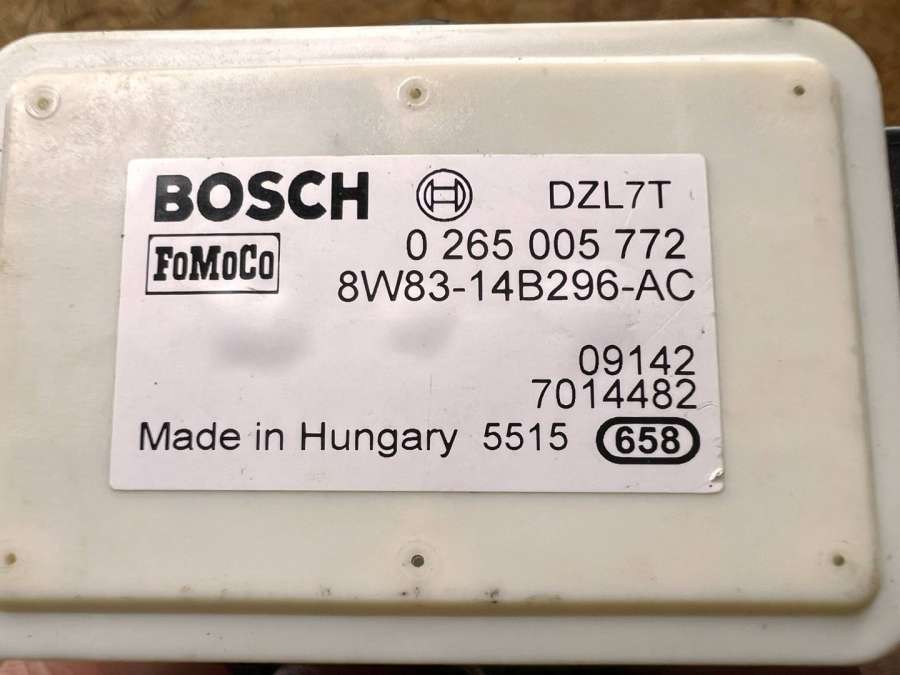 BOSCH DZL7T
0 265 005 772
FoMoCo
8W83-14B296-AC
09142
7014482
Made in Hungary 5515 658